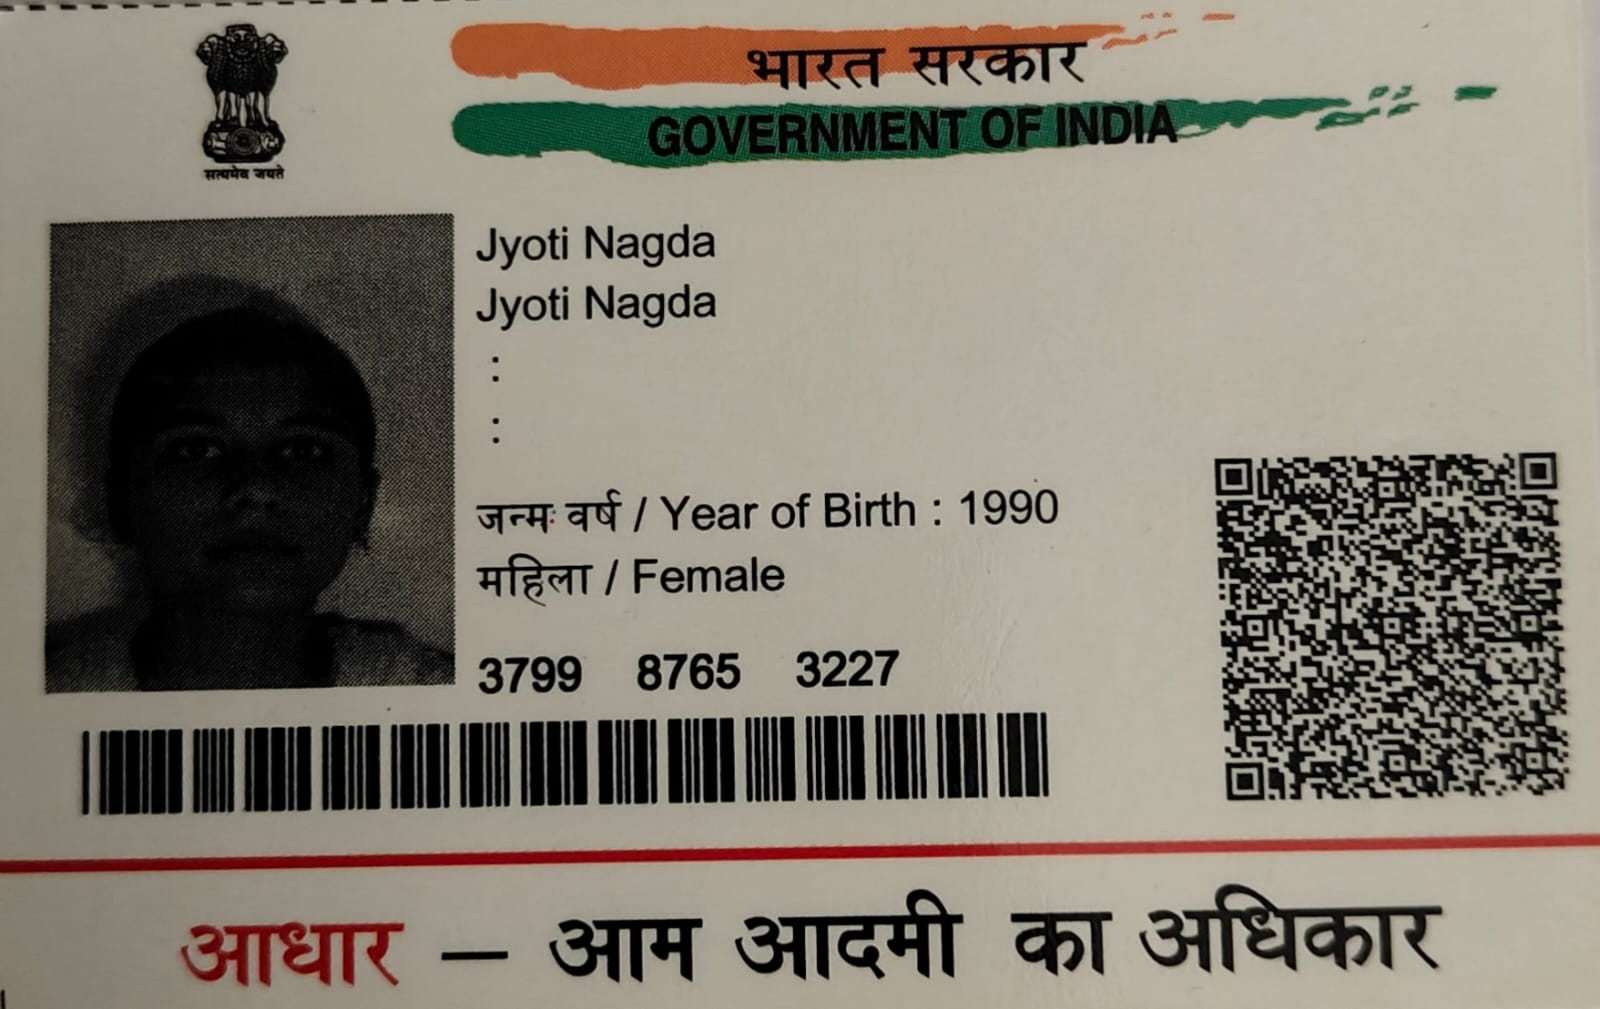 सत्यमेव जयते
भारत सरकार
GOVERNMENT OF INDIA
Jyoti Nagda
Jyoti Nagda
:
:
जन्मः वर्ष / Year of Birth : 1990
महिला / Female
3799 8765 3227
आधार – आम आदमी का अधिकार